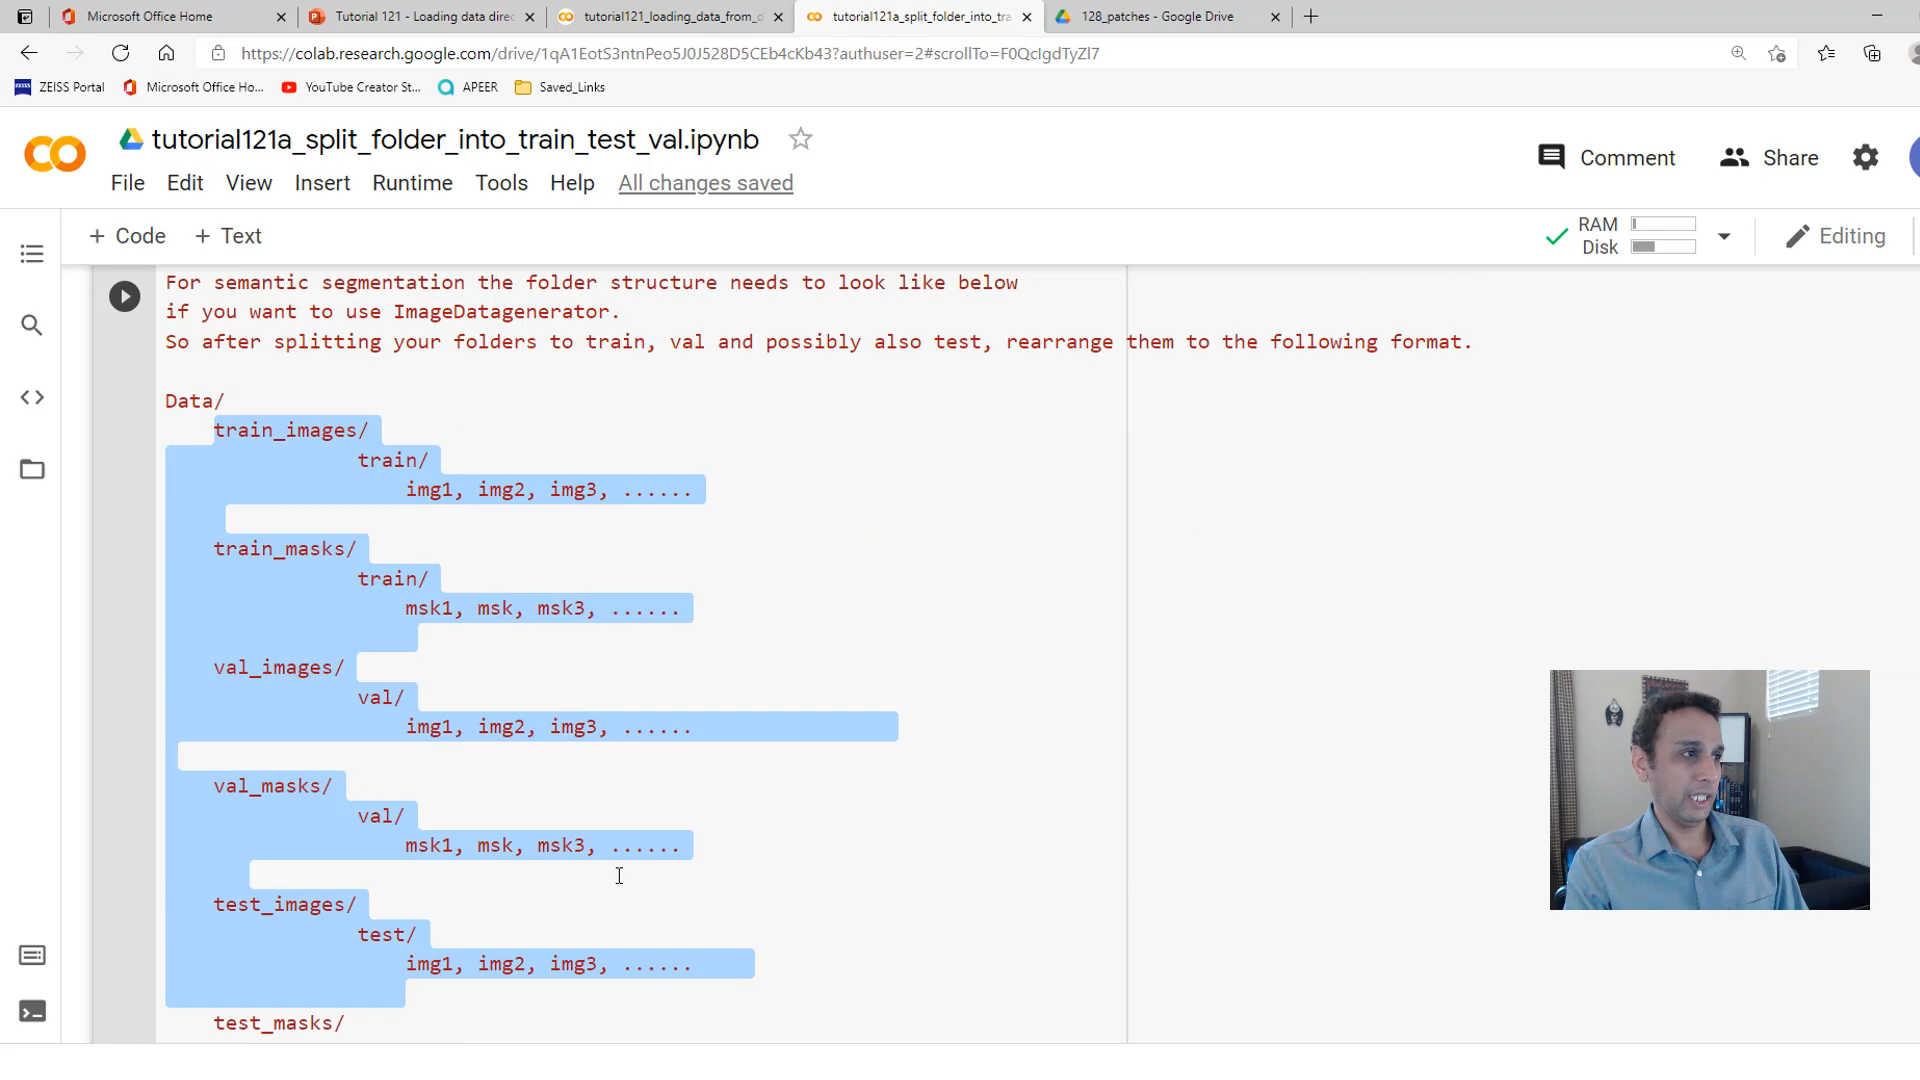 Microsoft Office Home
Tutorial 121 - Loading data direc
tutorial121_loading_data_from_d
tutorial121a_split_folder_into_tra
128_patches - Google Drive
https://colab.research.google.com/drive/1qA1EotS3ntnPeo5J0J528D5CEb4cKb43?authuser=2#scrollTo=F0QcIgdTyZl7
ZEISS Portal
Microsoft Office Ho...
YouTube Creator St...
APEER
Saved_Links
tutorial121a_split_folder_into_train_test_val.ipynb
Comment
Share
File Edit View Insert Runtime Tools Help All changes saved
+ Code + Text
RAM
Disk
Editing
For semantic segmentation the folder structure needs to look like below
if you want to use ImageDatagenerator.
So after splitting your folders to train, val and possibly also test, rearrange them to the following format.
Data/
train_images/
train/
img1, img2, img3, ......
train_masks/
train/
msk1, msk, msk3, ......
val_images/
val/
img1, img2, img3, ......
val_masks/
val/
msk1, msk, msk3, ......
test_images/
test/
img1, img2, img3, ......
test_masks/